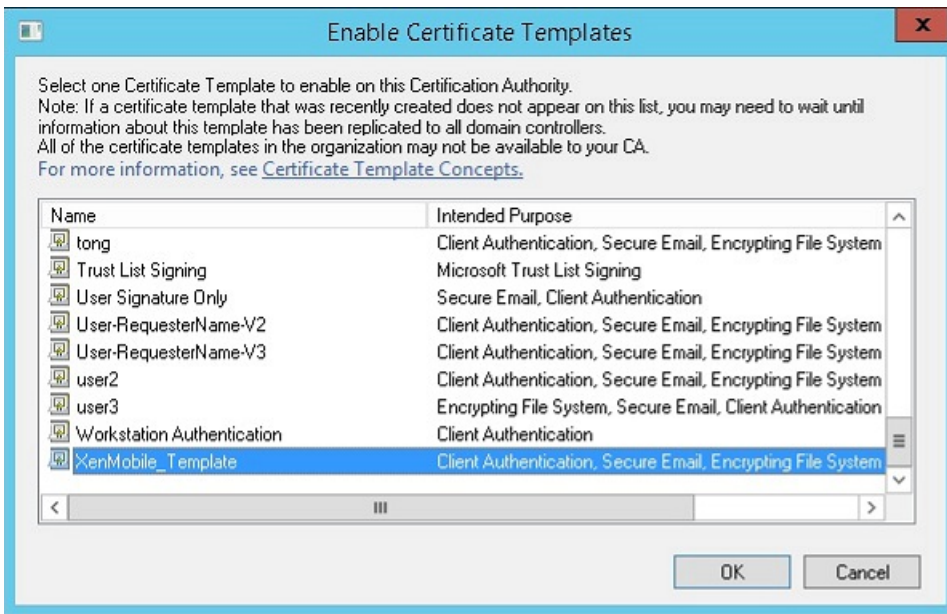 Enable Certificate Templates
x
Select one Certificate Template to enable on this Certification Authority.
Note: If a certificate template that was recently created does not appear on this list, you may need to wait until
information about this template has been replicated to all domain controllers.
All of the certificate templates in the organization may not be available to your CA.
For more information, see Certificate Template Concepts.
Name Intended Purpose
tong Client Authentication, Secure Email, Encrypting File System
Trust List Signing Microsoft Trust List Signing
User Signature Only Secure Email, Client Authentication
User-RequesterName-V2 Client Authentication, Secure Email, Encrypting File System
User-RequesterName-V3 Client Authentication, Secure Email, Encrypting File System
user2 Client Authentication, Secure Email, Encrypting File System
user3 Encrypting File System, Secure Email, Client Authentication
Workstation Authentication Client Authentication
XenMobile_Template Client Authentication, Secure Email, Encrypting File System
OK Cancel